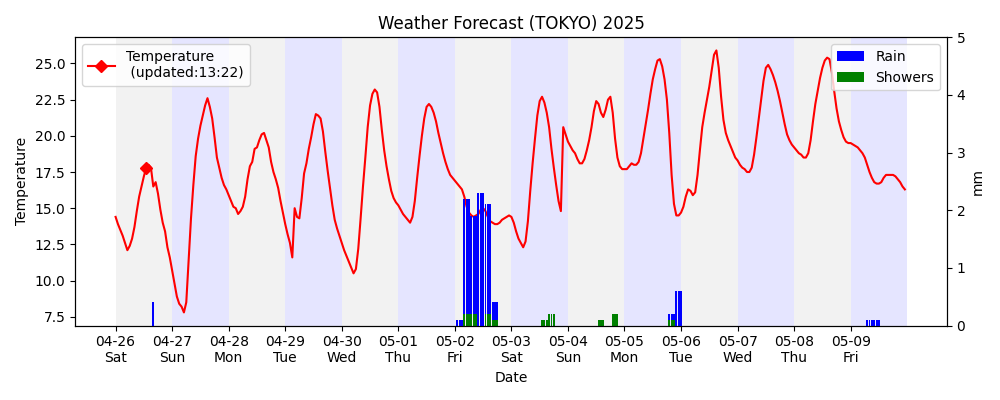 Weather Forecast (TOKYO) 2025
Temperature
(updated:13:22)
Rain
Showers
Temperature
25.0
22.5
20.0
17.5
15.0
12.5
10.0
7.5
5
4
3
2
1
0
mm
04-26 04-27 04-28 04-29 04-30 05-01 05-02 05-03 05-04 05-05 05-06 05-07 05-08 05-09
Sat Sun Mon Tue Wed Thu Fri Sat Sun Mon Tue Wed Thu Fri
Date